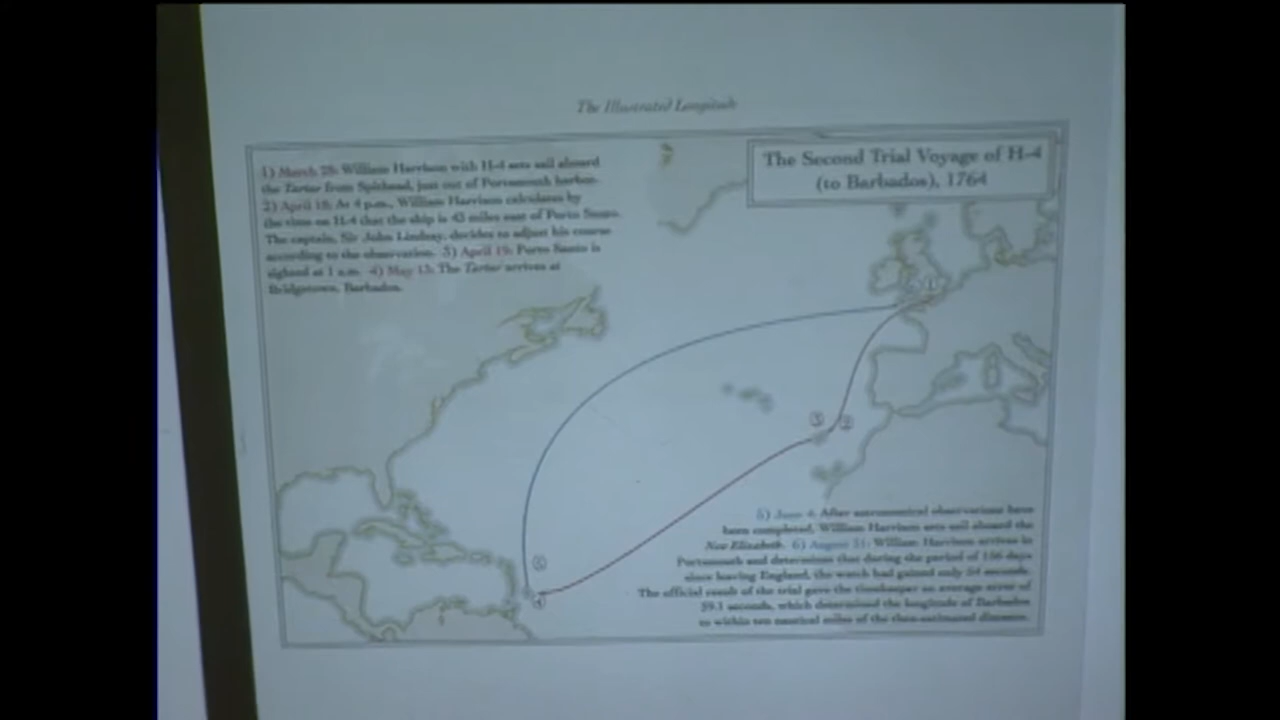 The Illustrated Longitude
The Second Trial Voyage of H-4
(to Barbados), 1764
1) March 28: William Harrison with H-4 sets sail aboard
the Tartar from Spithead, just out of Portsmouth harbor.
2) April 18: At 4 p.m., William Harrison calculates by
the time on H-4 that the ship is 43 miles east of Porto Santo.
The captain, Sir John Lindsay, decides to adjust his course
according to the observation. 3) April 19: Porto Santo is
sighted at 1 a.m. 4) May 13: The Tartar arrives at
Bridgetown, Barbados.
3
2
5
4
5) June 4: After astronomical observations have
been completed, William Harrison sets sail aboard the
New Elizabeth. 6) August 31: William Harrison arrives in
Portsmouth and determines that during the period of 156 days
since leaving England, the watch had gained only 54 seconds.
The official result of the trial gave the timekeeper an average error of
39.1 seconds, which determined the longitude of Barbados
to within ten nautical miles of the then-estimated distance.